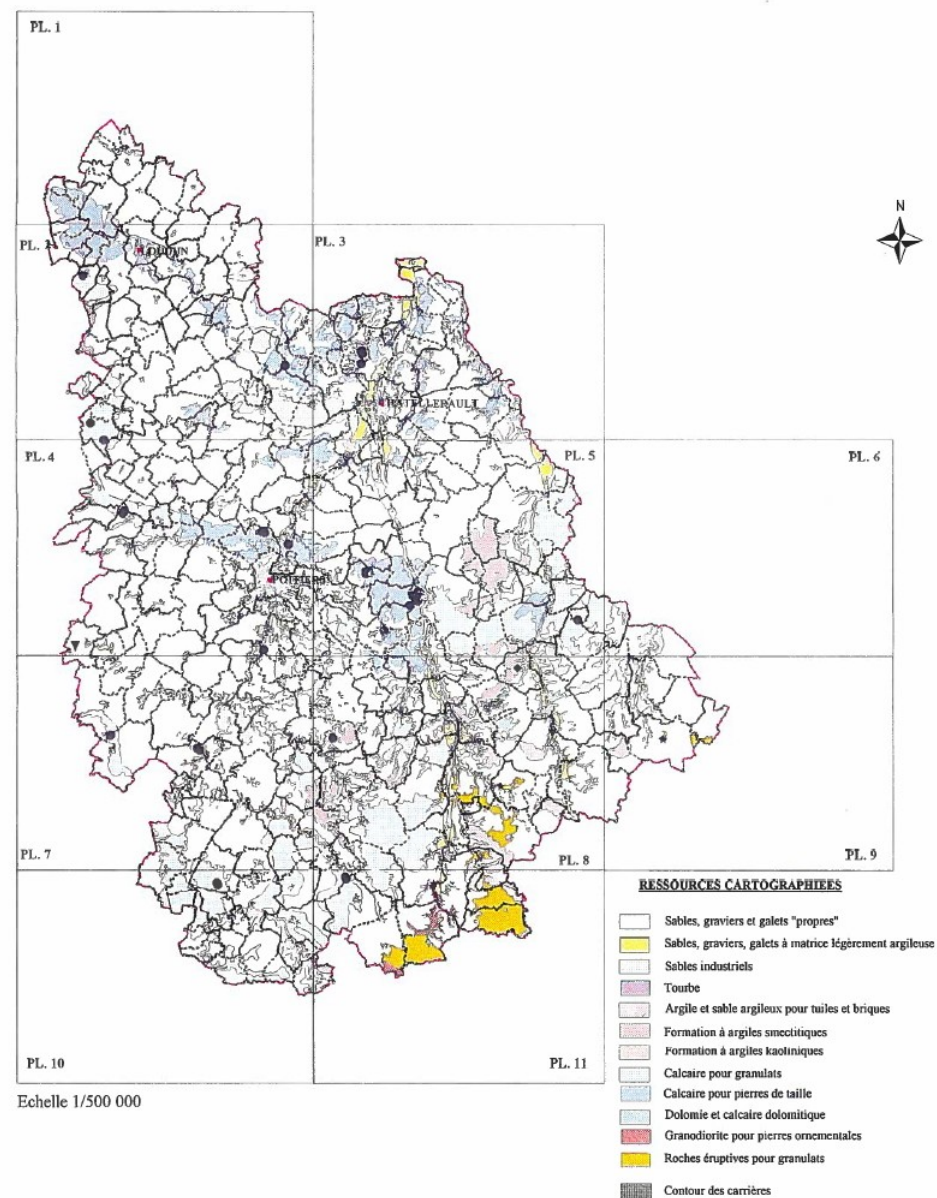 PL. 1
N
PL. 3
CHATELLERAULT
PL. 4
PL. 5
PL. 6
POITIERS
PL. 7
PL. 8
PL. 9
RESSOURCES CARTOGRAPHIEES
Sables, graviers et galets "propres"
Sables, graviers, galets à matrice légèrement argileuse
Sables industriels
Tourbe
Argile et sable argileux pour tuiles et briques
Formation à argiles smectitiques
Formation à argiles kaoliniques
Calcaire pour granulats
Calcaire pour pierres de taille
Dolomie et calcaire dolomitique
Granodiorite pour pierres ornementales
Roches éruptives pour granulats
Contour des carrières
PL. 10
PL. 11
Echelle 1/500 000